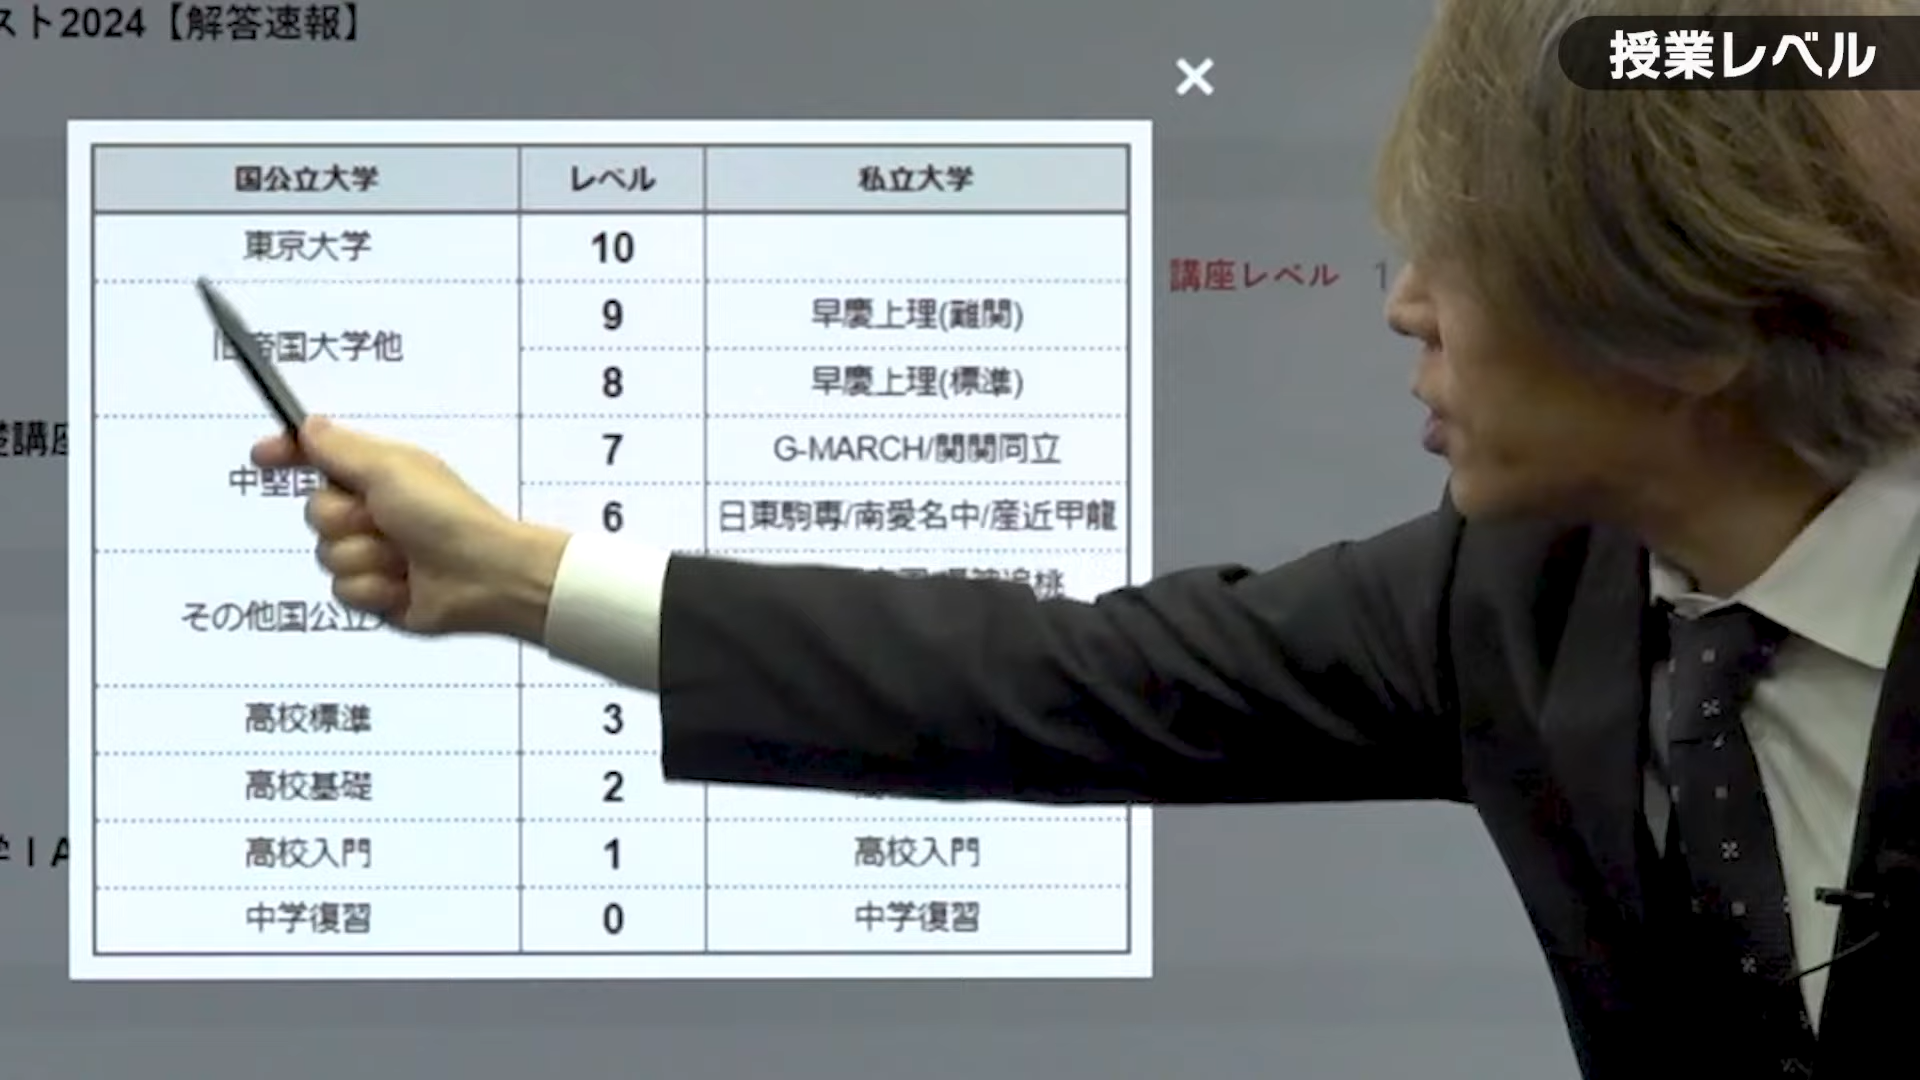 スト2024【解答速報】
授業レベル
国公立大学 レベル 私立大学
東京大学 10
旧帝国大学他 9 早慶上理(難関)
8 早慶上理(標準)
中堅国 7 G-MARCH/関関同立
6 日東駒専/南愛名中/産近甲龍
その他国公立
高校標準 3
高校基礎 2
高校入門 1 高校入門
中学復習 0 中学復習
講座レベル 1
礎講座
学ⅠA